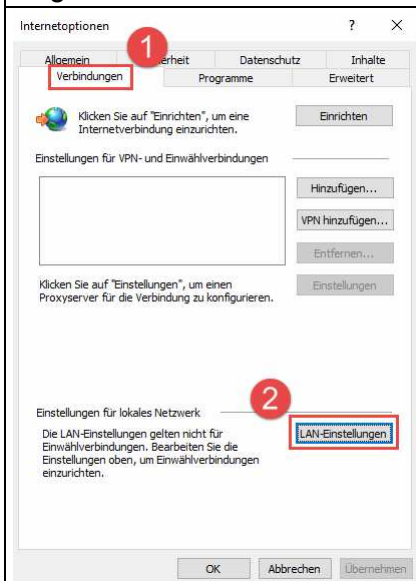 Internetoptionen ? ×
1
Allgemein erheit Datenschutz Inhalte
Verbindungen Programme Erweitert
Klicken Sie auf "Einrichten", um eine
Internetverbindung einzurichten.
Einrichten
Einstellungen für VPN- und Einwählverbindungen
Hinzufügen...
VPN hinzufügen...
Entfernen...
Klicken Sie auf "Einstellungen", um einen
Proxyserver für die Verbindung zu konfigurieren.
Einstellungen
2
Einstellungen für lokales Netzwerk
Die LAN-Einstellungen gelten nicht für
Einwählverbindungen. Bearbeiten Sie die
Einstellungen oben, um Einwählverbindungen
einzurichten.
LAN-Einstellungen
OK Abbrechen Übernehmen